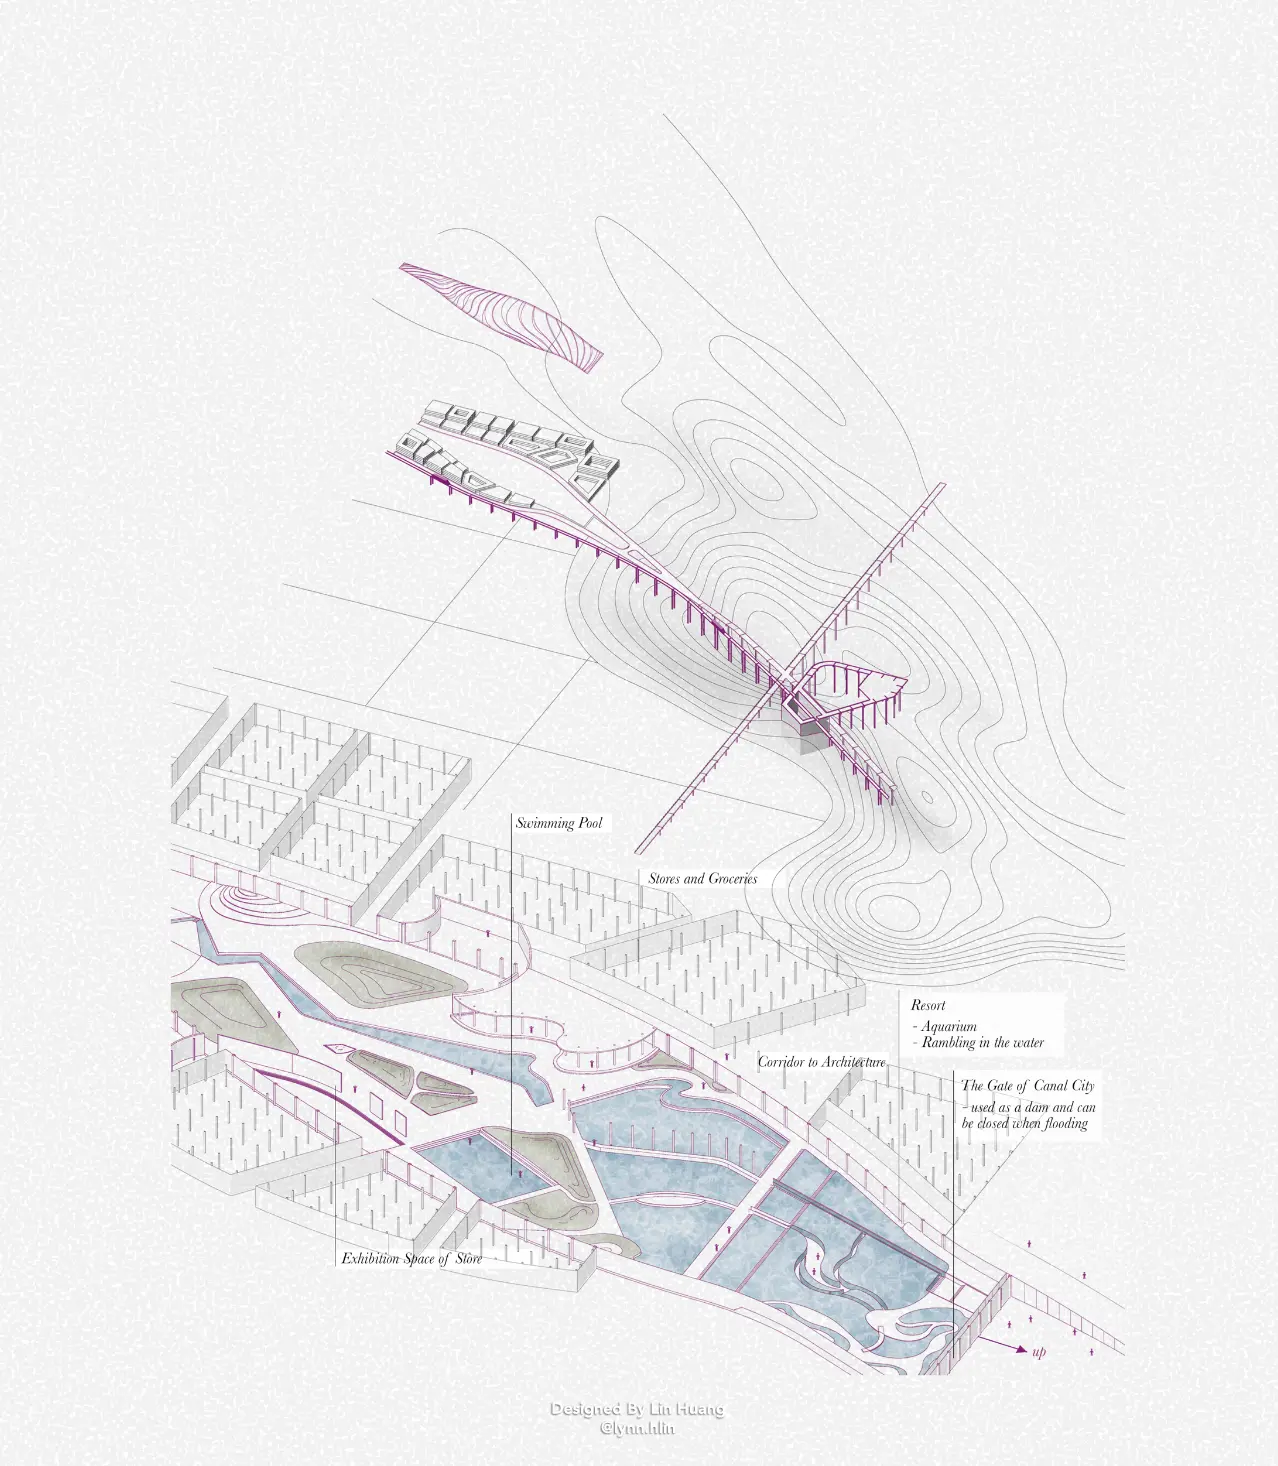 Swimming Pool
Stores and Groceries
Resort
- Aquarium
- Rambling in the water
Corridor to Architecture
The Gate of Canal City
- used as a dam and can
be closed when flooding
Exhibition Space of Store
up
Designed By Lin Huang
@lynn.hlin